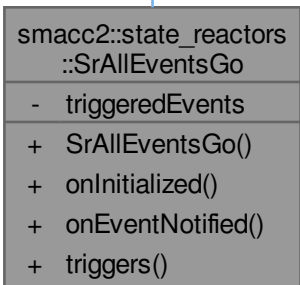 smacc2::state_reactors
::SrAllEventsGo
- triggeredEvents
+ SrAllEventsGo()
+ onInitialized()
+ onEventNotified()
+ triggers()